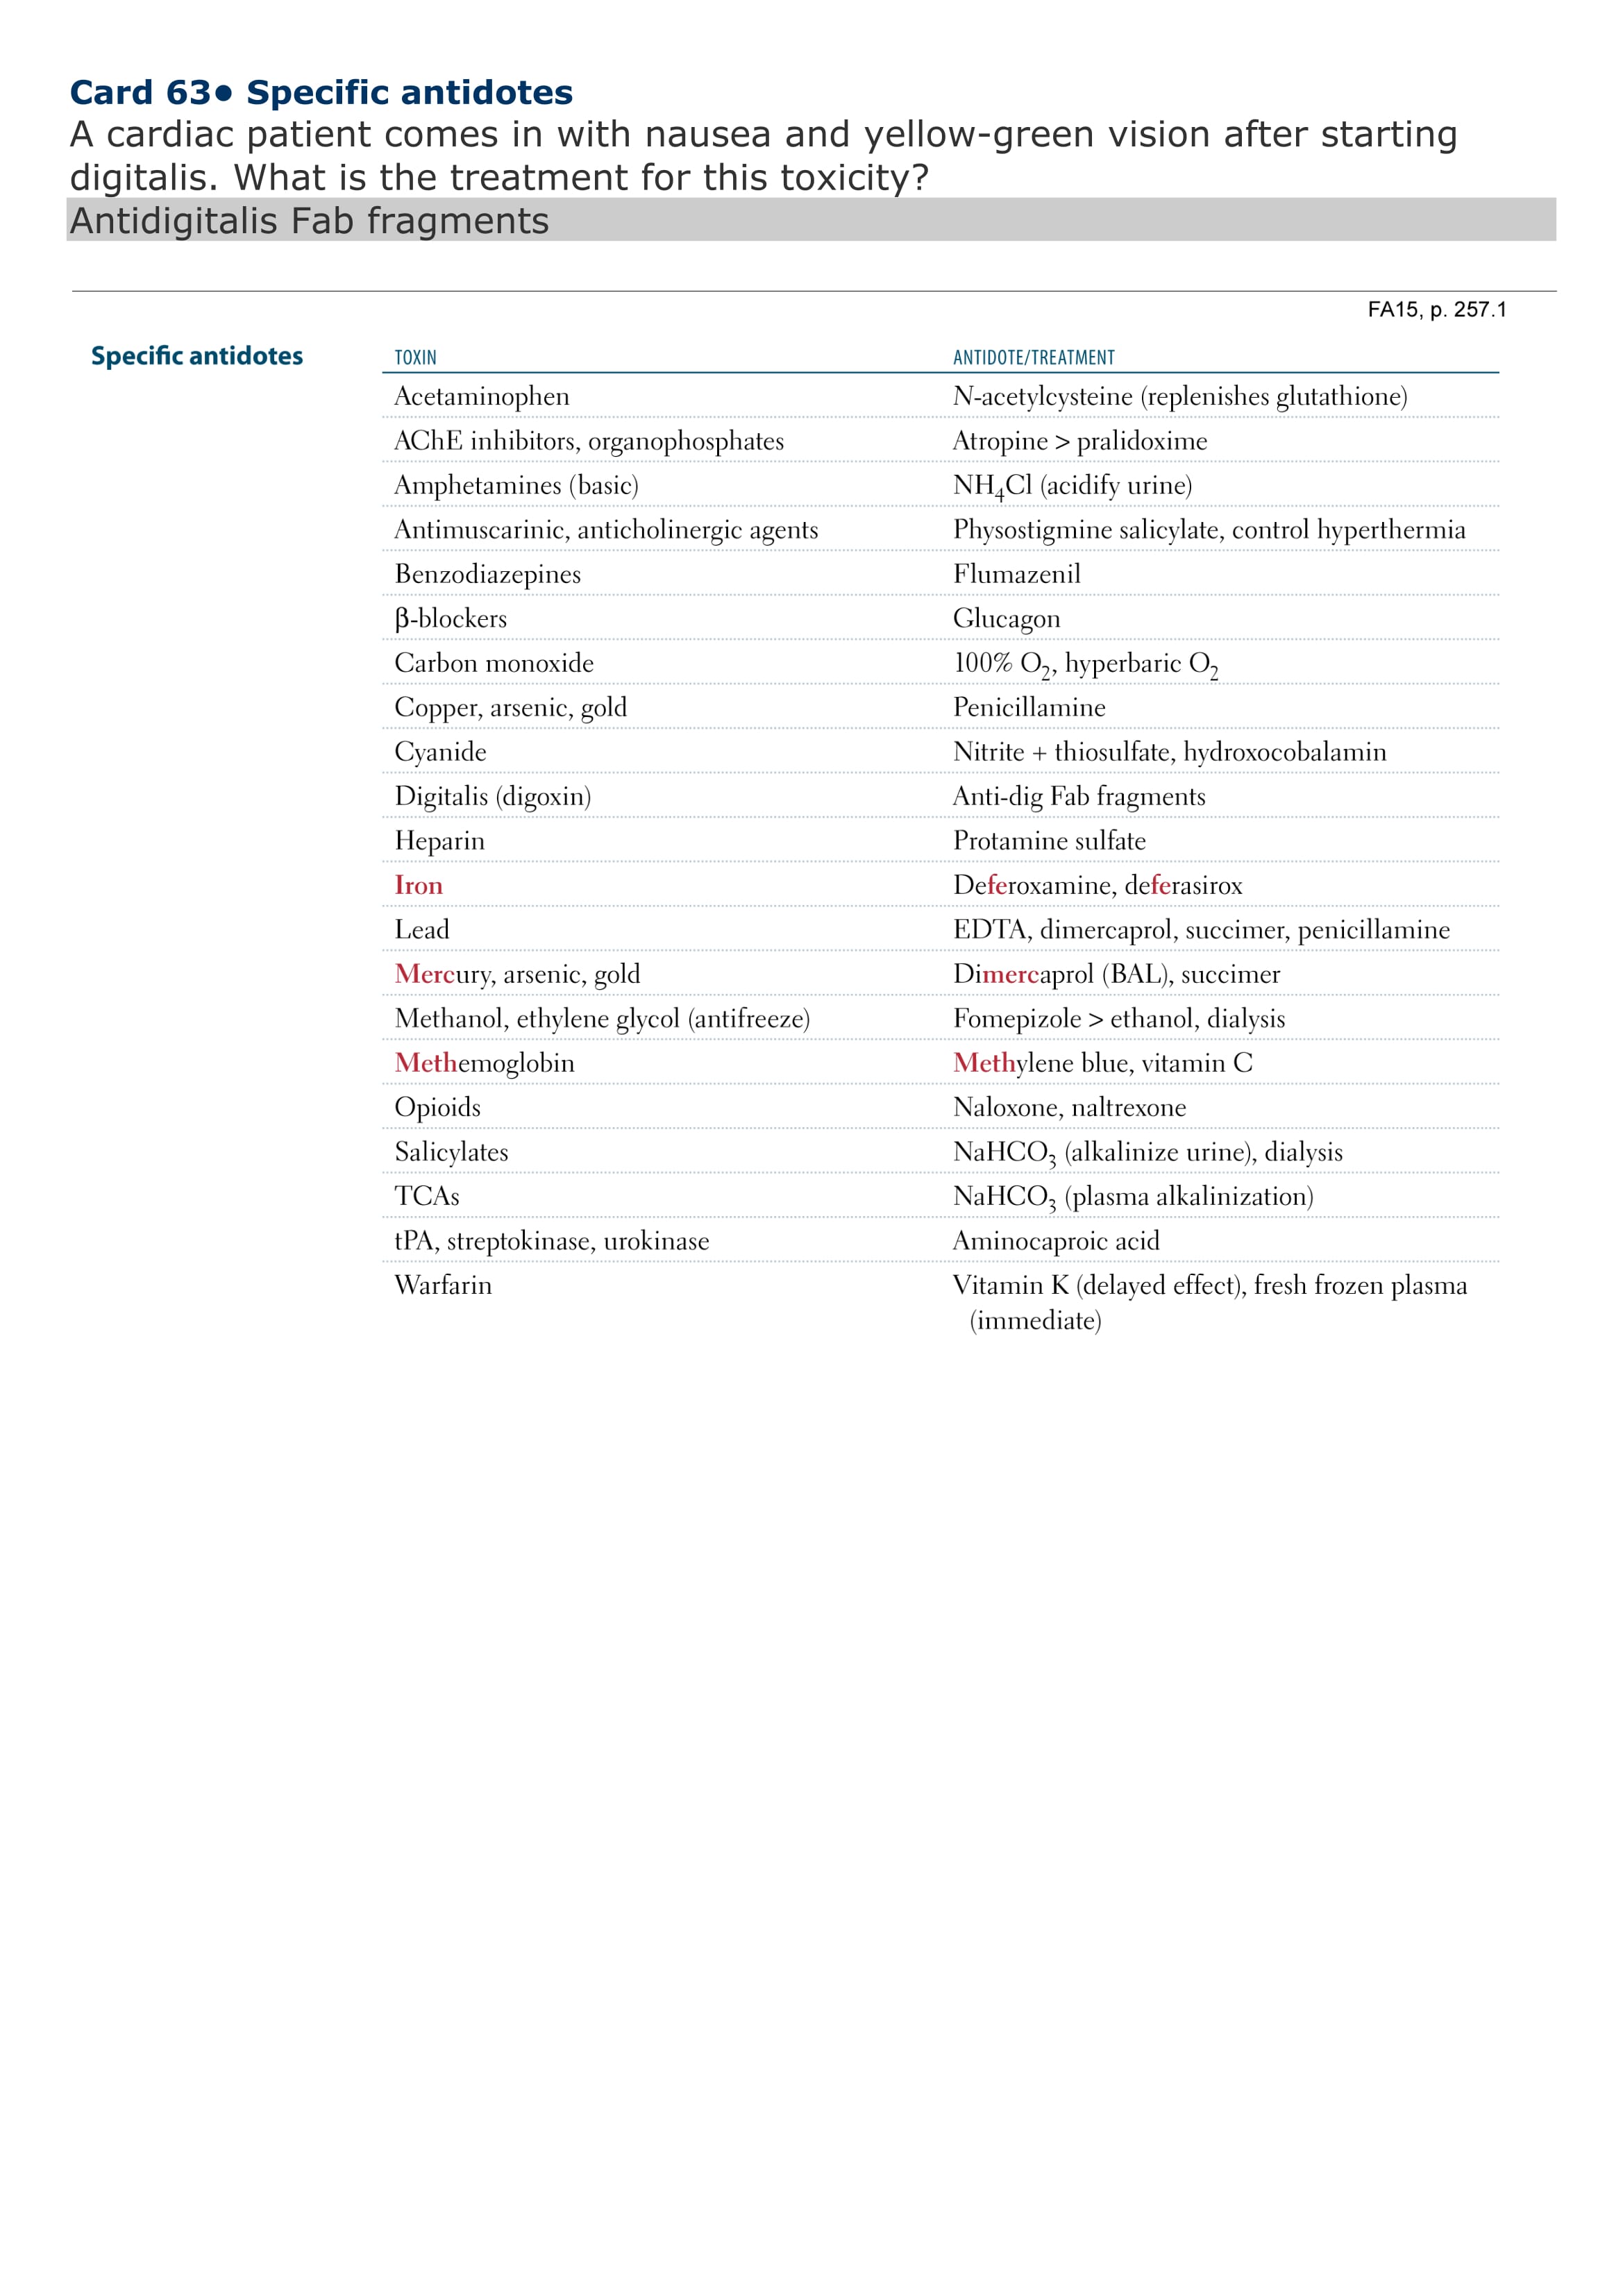 Card 63• Specific antidotes
A cardiac patient comes in with nausea and yellow-green vision after starting
digitalis. What is the treatment for this toxicity?
Antidigitalis Fab fragments
FA15, p. 257.1
Specific antidotes TOXIN ANTIDOTE/TREATMENT
Acetaminophen N-acetylcysteine (replenishes glutathione)
AChE inhibitors, organophosphates Atropine > pralidoxime
Amphetamines (basic) NH₄Cl (acidify urine)
Antimuscarinic, anticholinergic agents Physostigmine salicylate, control hyperthermia
Benzodiazepines Flumazenil
β-blockers Glucagon
Carbon monoxide 100% O₂, hyperbaric O₂
Copper, arsenic, gold Penicillamine
Cyanide Nitrite + thiosulfate, hydroxocobalamin
Digitalis (digoxin) Anti-dig Fab fragments
Heparin Protamine sulfate
Iron Deferoxamine, deferasirox
Lead EDTA, dimercaprol, succimer, penicillamine
Mercury, arsenic, gold Dimercaprol (BAL), succimer
Methanol, ethylene glycol (antifreeze) Fomepizole > ethanol, dialysis
Methemoglobin Methylene blue, vitamin C
Opioids Naloxone, naltrexone
Salicylates NaHCO₃ (alkalinize urine), dialysis
TCAs NaHCO₃ (plasma alkalinization)
tPA, streptokinase, urokinase Aminocaproic acid
Warfarin Vitamin K (delayed effect), fresh frozen plasma
(immediate)